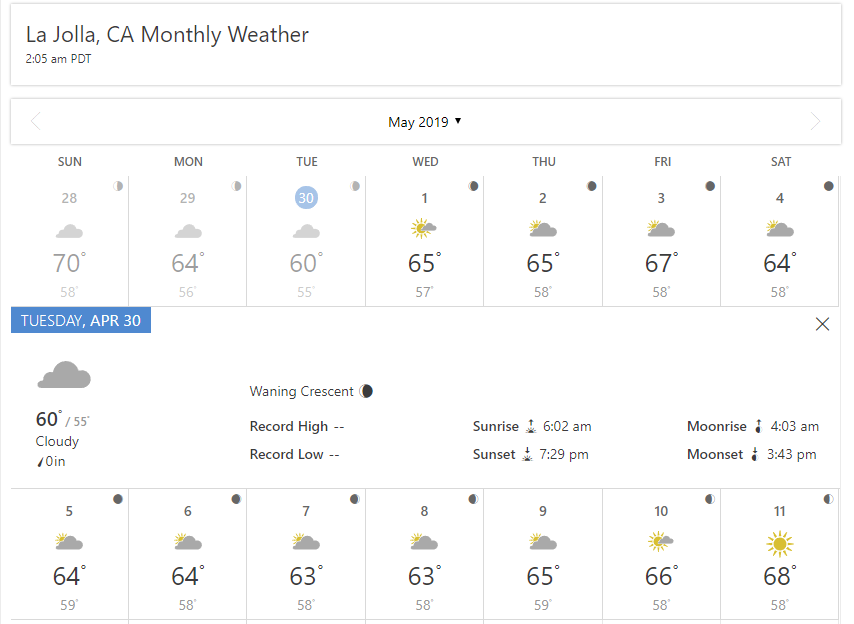 La Jolla, CA Monthly Weather
2:05 am PDT
May 2019 ▼
SUN MON TUE WED THU FRI SAT
28 29 30 1 2 3 4
70° 64° 60° 65° 65° 67° 64°
58° 56° 55° 57° 58° 58° 58°
TUESDAY, APR 30
Waning Crescent
60° / 55°
Cloudy
0in
Record High -- Sunrise 6:02 am Moonrise 4:03 am
Record Low -- Sunset 7:29 pm Moonset 3:43 pm
5 6 7 8 9 10 11
64° 64° 63° 63° 65° 66° 68°
59° 58° 58° 58° 59° 58° 58°